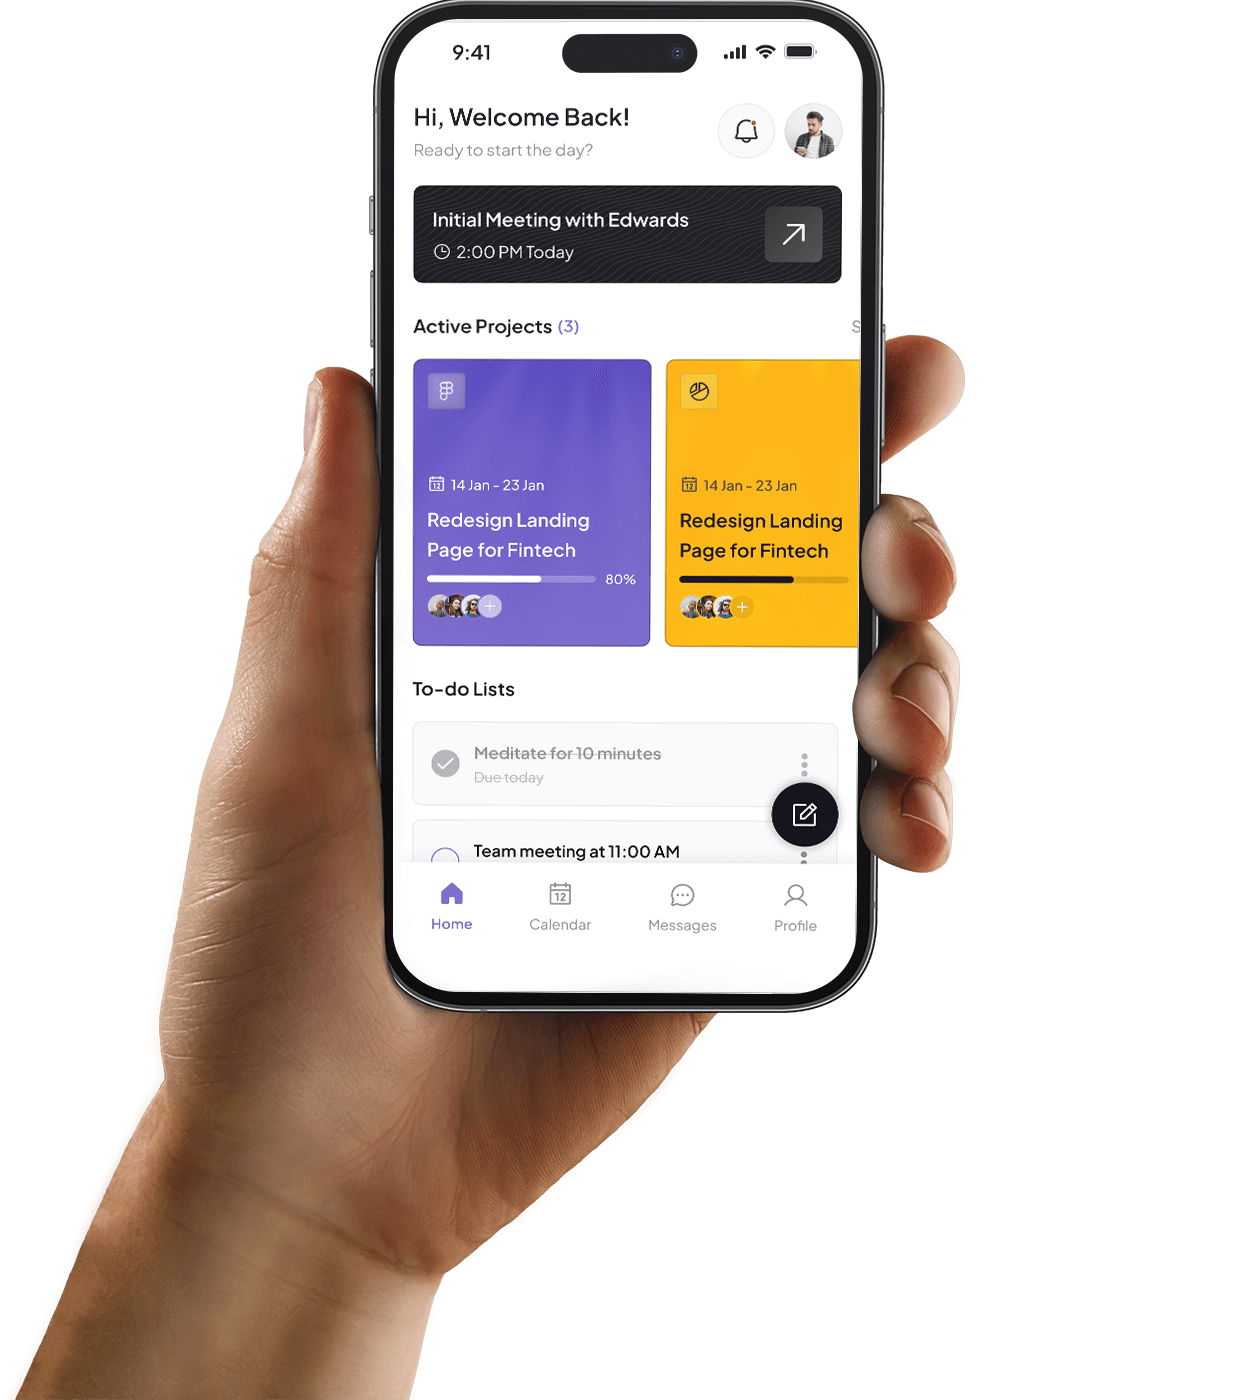 9:41
Hi, Welcome Back!
Ready to start the day?
Initial Meeting with Edwards
2:00 PM Today
Active Projects (3)
S
14 Jan - 23 Jan
Redesign Landing
Page for Fintech
80%
14 Jan - 23 Jan
Redesign Landing
Page for Fintech
To-do Lists
Meditate for 10 minutes
Due today
Team meeting at 11:00 AM
Home
12
Calendar
Messages
Profile